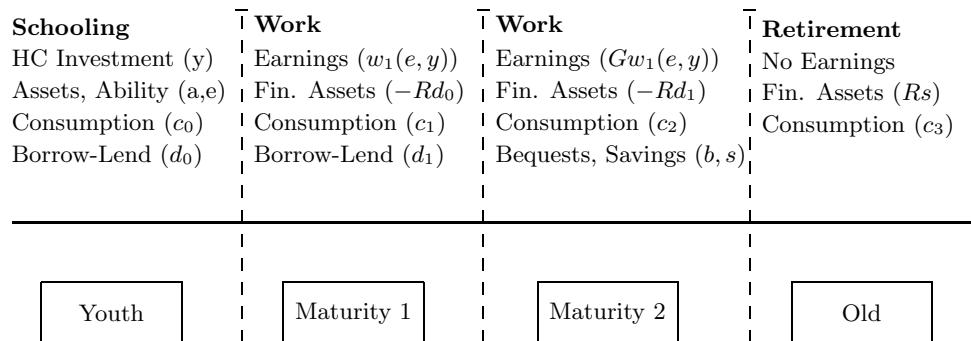 Schooling
HC Investment (y)
Assets, Ability (a,e)
Consumption (c₀)
Borrow-Lend (d₀)
Work
Earnings (w₁(e, y))
Fin. Assets (−Rd₀)
Consumption (c₁)
Borrow-Lend (d₁)
Work
Earnings (Gw₁(e, y))
Fin. Assets (−Rd₁)
Consumption (c₂)
Bequests, Savings (b, s)
Retirement
No Earnings
Fin. Assets (Rs)
Consumption (c₃)
Youth
Maturity 1
Maturity 2
Old